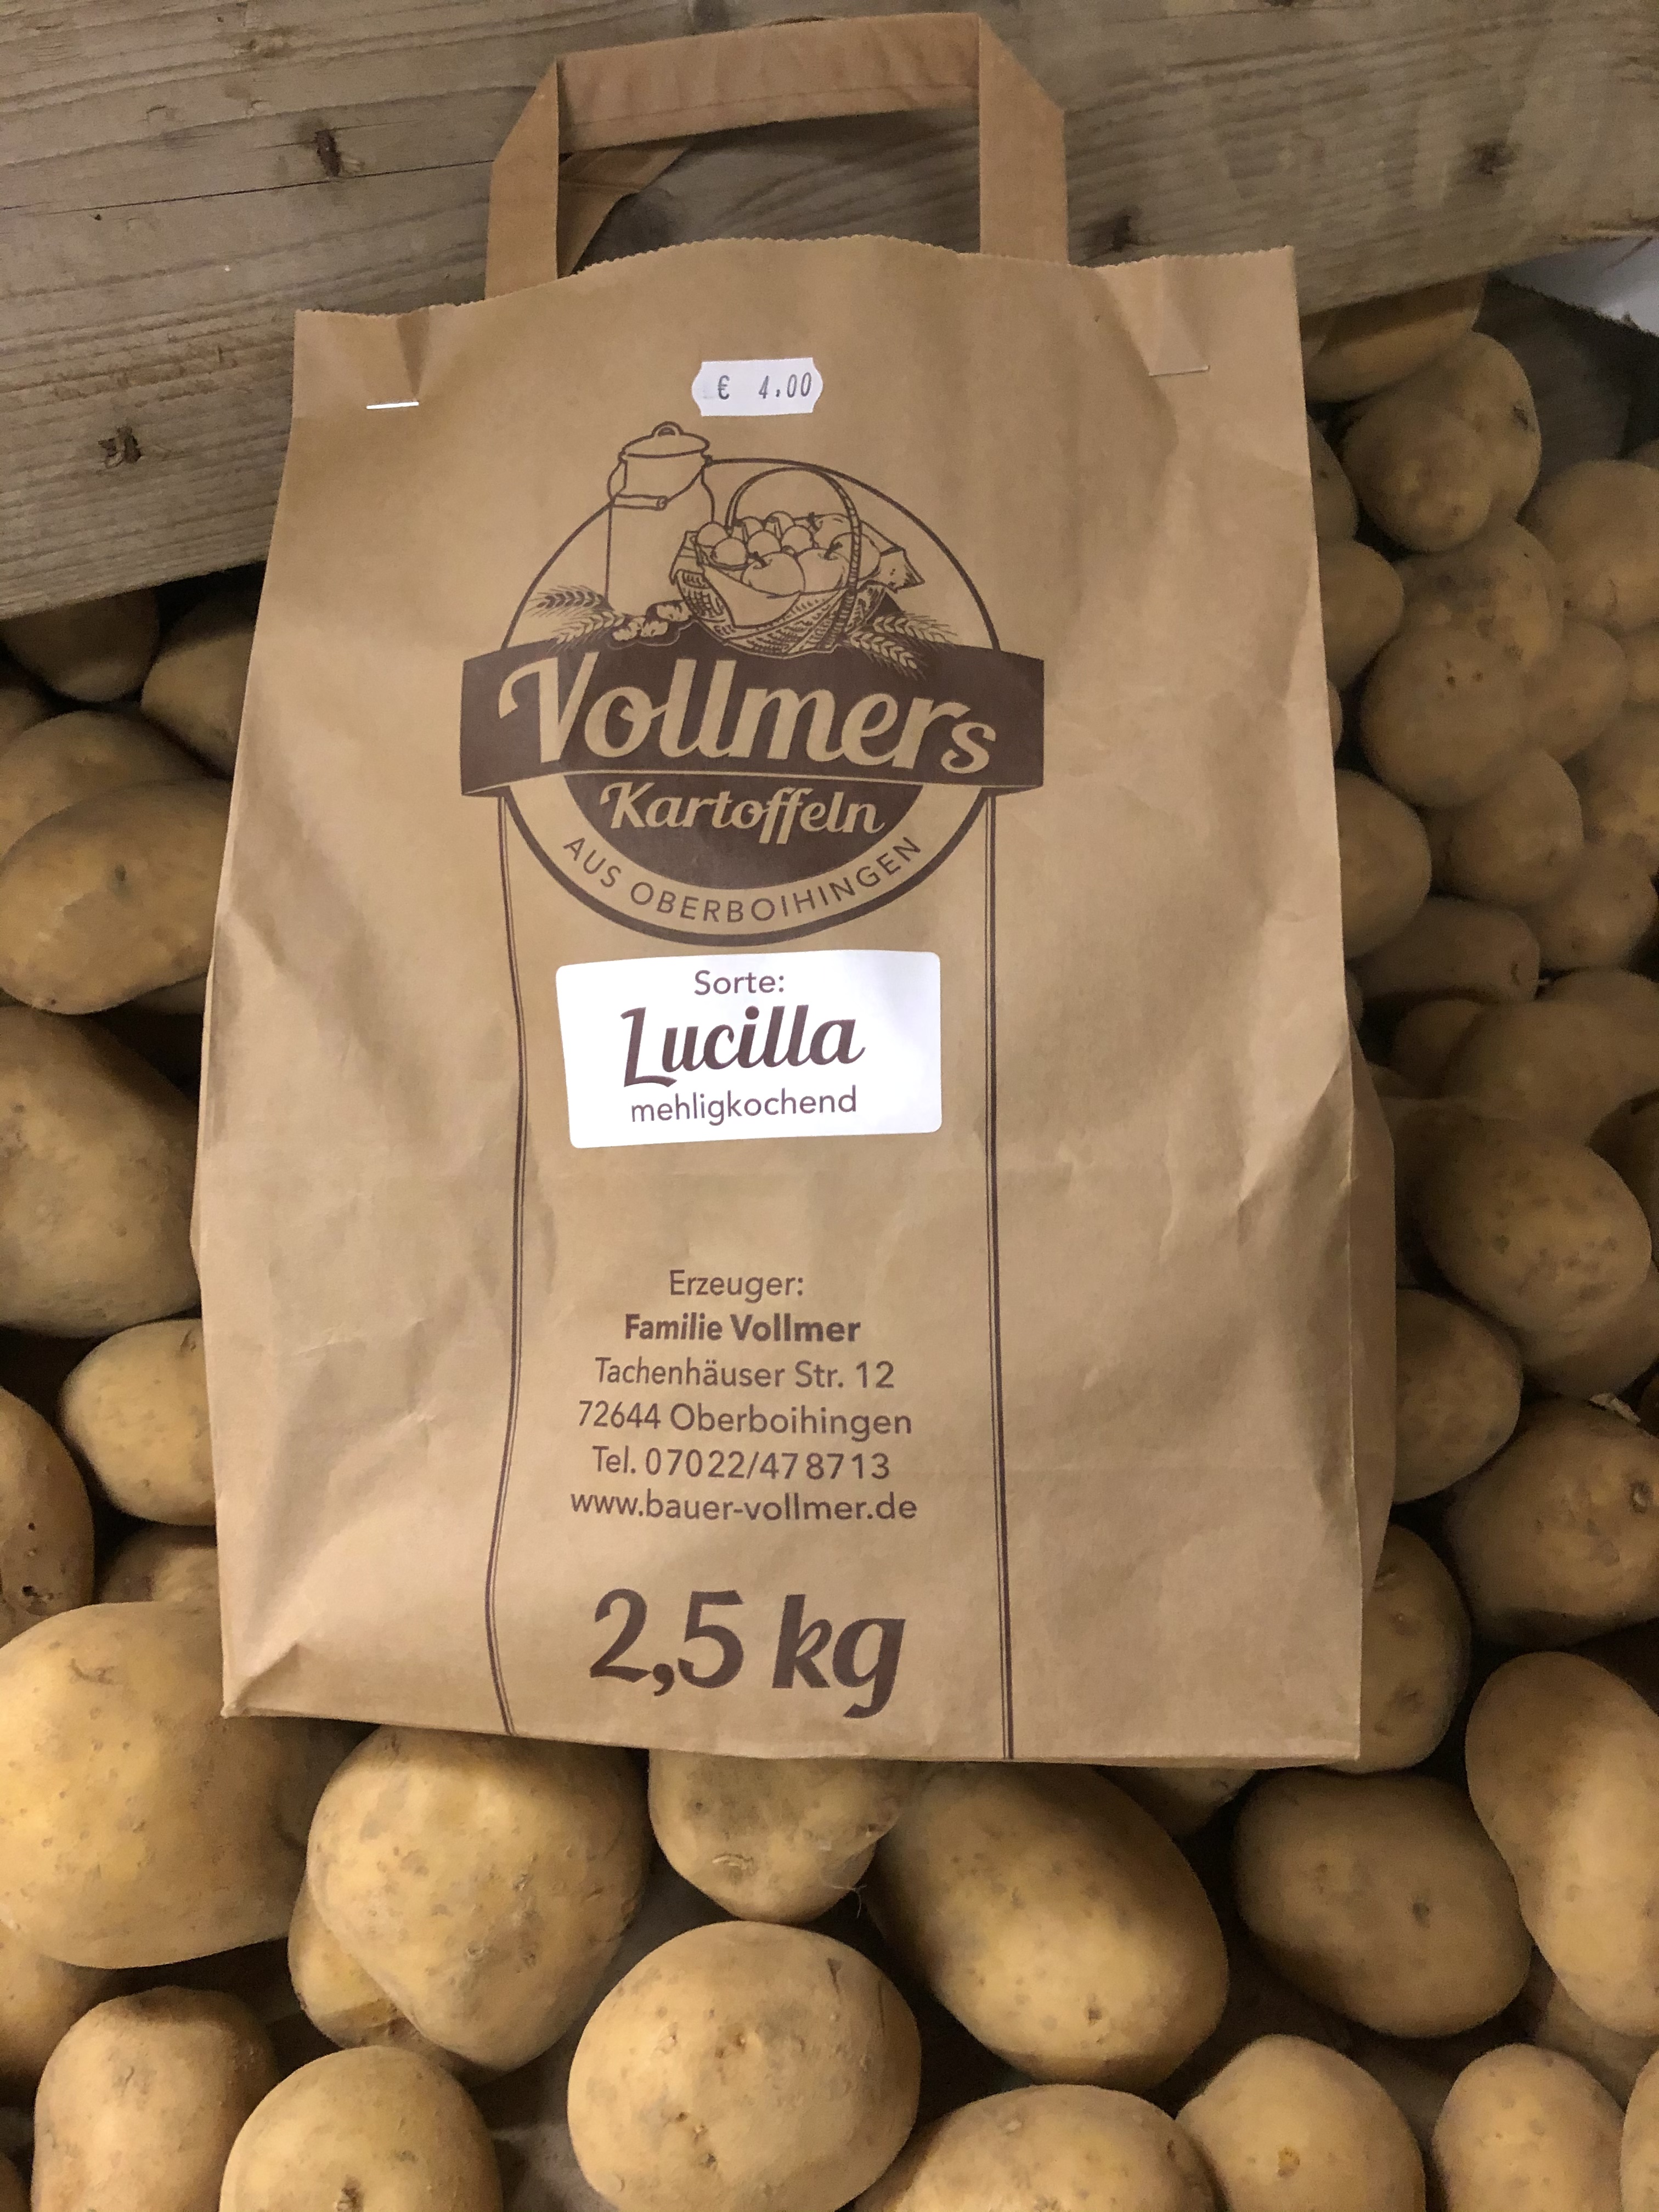 € 4.00
Vollmers
Kartoffeln
AUS OBERBOIHINGEN
Sorte:
Lucilla
mehligkochend
Erzeuger:
Familie Vollmer
Tachenhäuser Str. 12
72644 Oberboihingen
Tel. 07022/478713
www.bauer-vollmer.de
2,5 kg